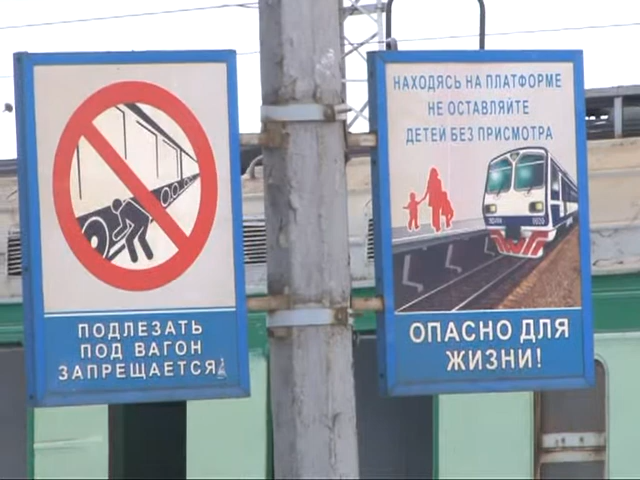 ПОДЛЕЗАТЬ
ПОД ВАГОН
ЗАПРЕЩАЕТСЯ
НАХОДЯСЬ НА ПЛАТФОРМЕ
НЕ ОСТАВЛЯЙТЕ
ДЕТЕЙ БЕЗ ПРИСМОТРА
ОПАСНО ДЛЯ
ЖИЗНИ!